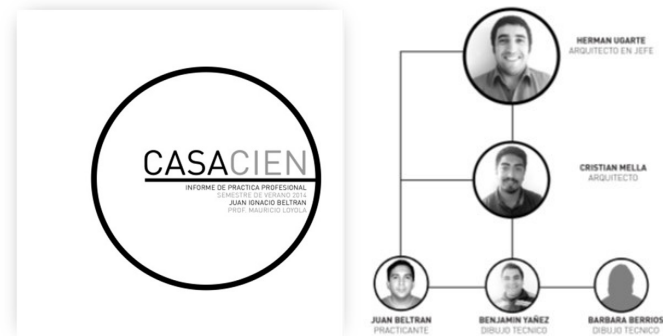 CASACIEN
INFORME DE PRACTICA PROFESIONAL
SEMESTRE DE VERANO 2014
JUAN IGNACIO BELTRAN
PROF. MAURICIO LOYOLA
HERMAN UGARTE
ARQUITECTO EN JEFE
CRISTIAN MELLA
ARQUITECTO
JUAN BELTRAN
PRACTICANTE
BENJAMIN YAÑEZ
DIBUJO TECNICO
BARBARA BERRIOS
DIBUJO TECNICO